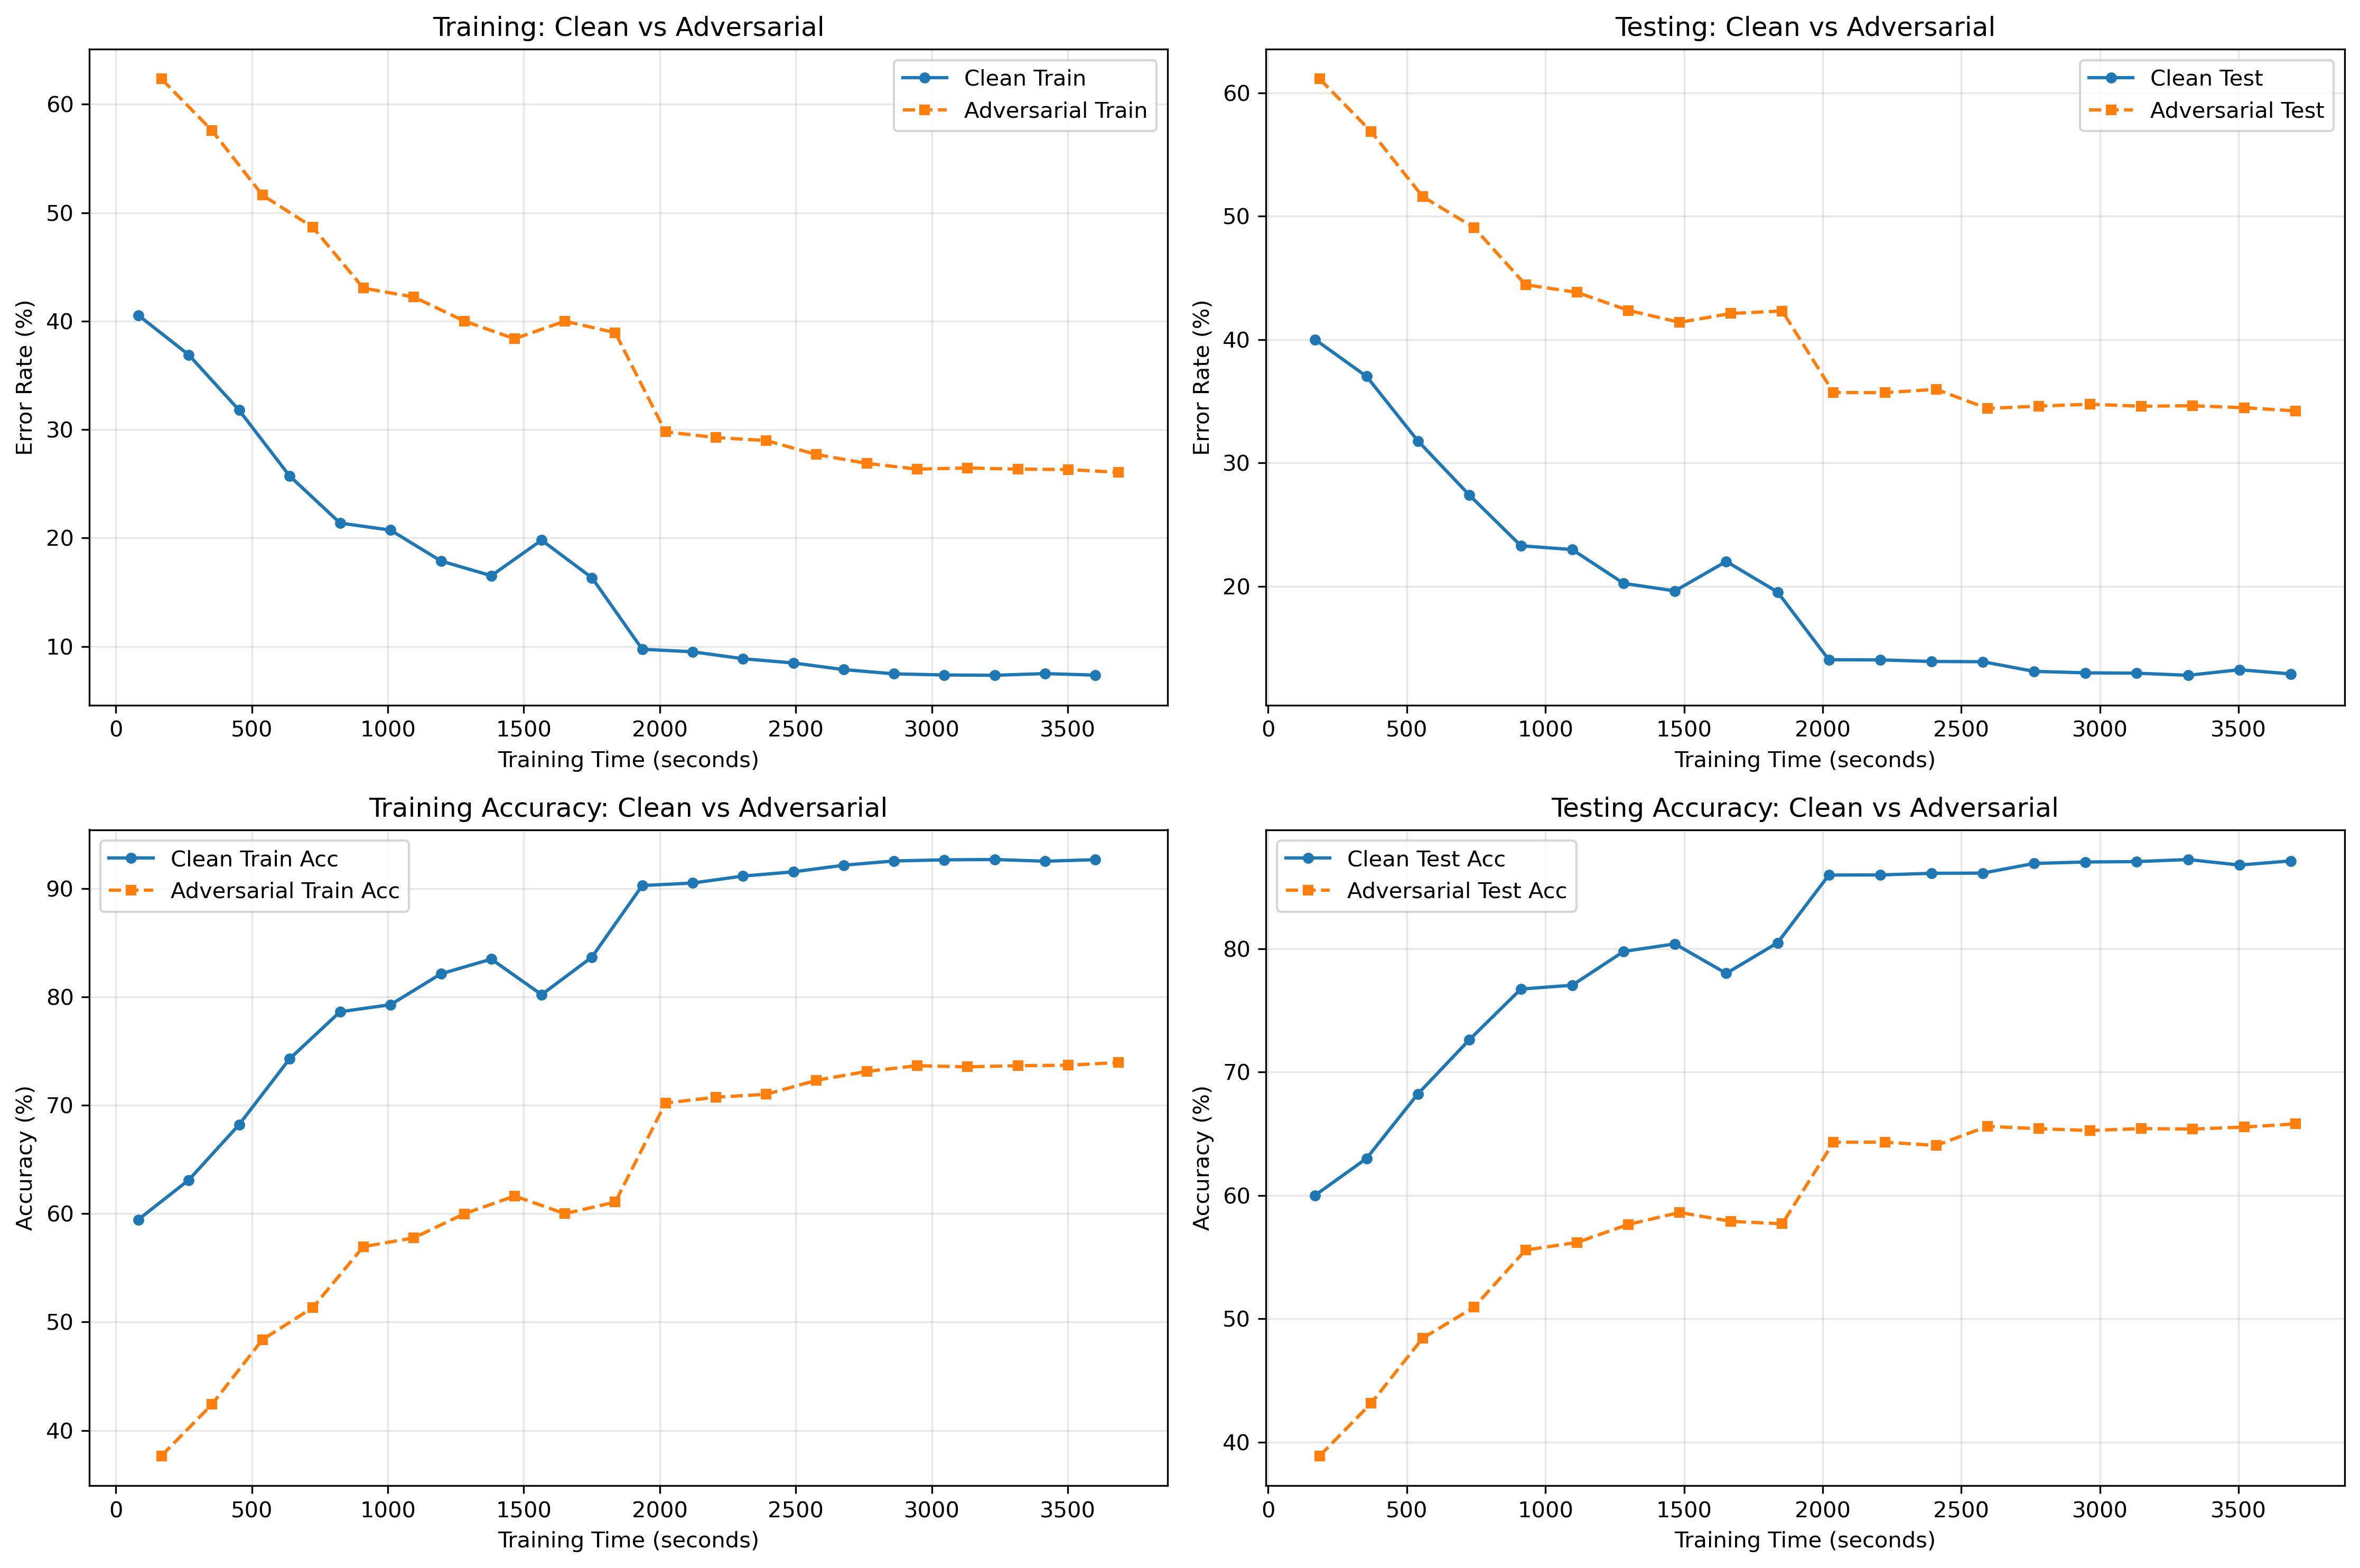 Training: Clean vs Adversarial
Clean Train
Adversarial Train
60
50
40
30
20
10
Error Rate (%)
0 500 1000 1500 2000 2500 3000 3500
Training Time (seconds)
Testing: Clean vs Adversarial
Clean Test
Adversarial Test
60
50
40
30
20
Error Rate (%)
0 500 1000 1500 2000 2500 3000 3500
Training Time (seconds)
Training Accuracy: Clean vs Adversarial
Clean Train Acc
Adversarial Train Acc
90
80
70
60
50
40
Accuracy (%)
0 500 1000 1500 2000 2500 3000 3500
Training Time (seconds)
Testing Accuracy: Clean vs Adversarial
Clean Test Acc
Adversarial Test Acc
80
70
60
50
40
Accuracy (%)
0 500 1000 1500 2000 2500 3000 3500
Training Time (seconds)